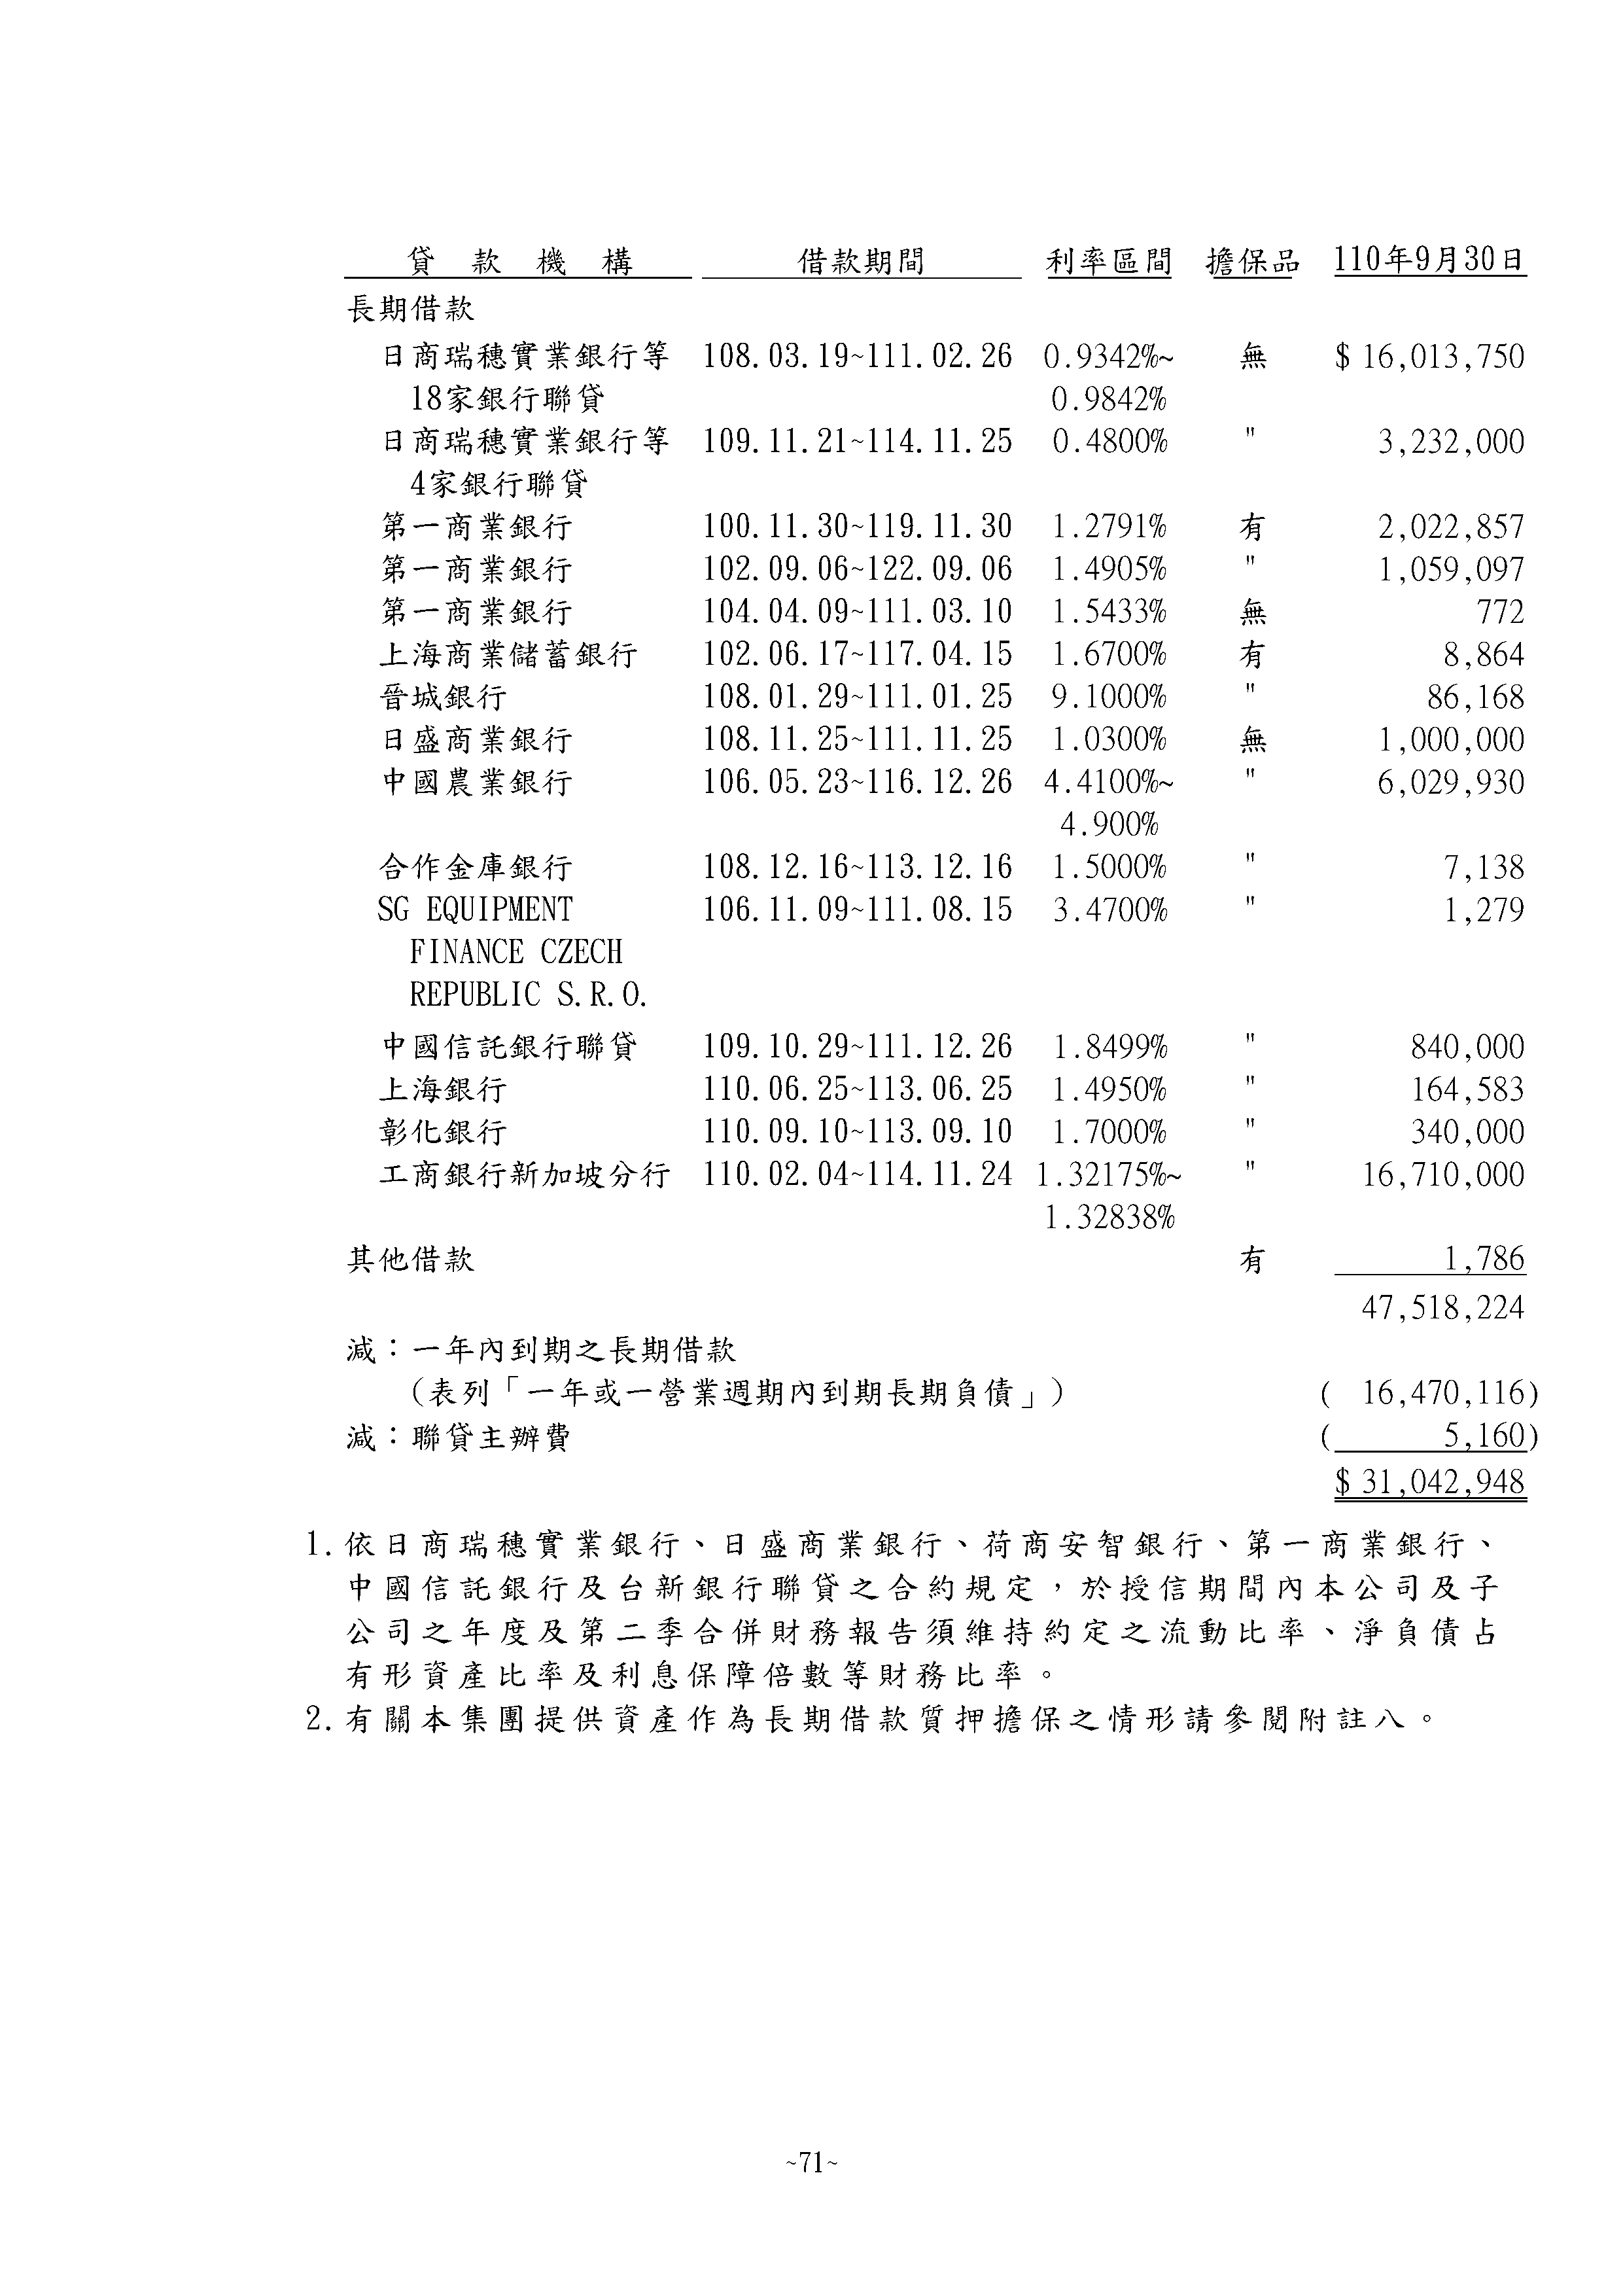 貸 款 機 構 借款期間 利率區間 擔保品 110年9月30日
長期借款
日商瑞穗實業銀行等 108.03.19~111.02.26 0.9342%~ 無 $ 16,013,750
18家銀行聯貸 0.9842%
日商瑞穗實業銀行等 109.11.21~114.11.25 0.4800% " 3,232,000
4家銀行聯貸
第一商業銀行 100.11.30~119.11.30 1.2791% 有 2,022,857
第一商業銀行 102.09.06~122.09.06 1.4905% " 1,059,097
第一商業銀行 104.04.09~111.03.10 1.5433% 無 772
上海商業儲蓄銀行 102.06.17~117.04.15 1.6700% 有 8,864
晉城銀行 108.01.29~111.01.25 9.1000% " 86,168
日盛商業銀行 108.11.25~111.11.25 1.0300% 無 1,000,000
中國農業銀行 106.05.23~116.12.26 4.4100%~ " 6,029,930
4.900%
合作金庫銀行 108.12.16~113.12.16 1.5000% " 7,138
SG EQUIPMENT 106.11.09~111.08.15 3.4700% " 1,279
FINANCE CZECH
REPUBLIC S.R.O.
中國信託銀行聯貸 109.10.29~111.12.26 1.8499% " 840,000
上海銀行 110.06.25~113.06.25 1.4950% " 164,583
彰化銀行 110.09.10~113.09.10 1.7000% " 340,000
工商銀行新加坡分行 110.02.04~114.11.24 1.32175%~ " 16,710,000
1.32838%
其他借款 有 1,786
47,518,224
減：一年內到期之長期借款
(表列「一年或一營業週期內到期長期負債」) ( 16,470,116)
減：聯貸主辦費 ( 5,160)
$ 31,042,948
1.依日商瑞穗實業銀行、日盛商業銀行、荷商安智銀行、第一商業銀行、
中國信託銀行及台新銀行聯貸之合約規定，於授信期間內本公司及子
公司之年度及第二季合併財務報告須維持約定之流動比率、淨負債占
有形資產比率及利息保障倍數等財務比率。
2.有關本集團提供資產作為長期借款質押擔保之情形請參閱附註八。
~71~